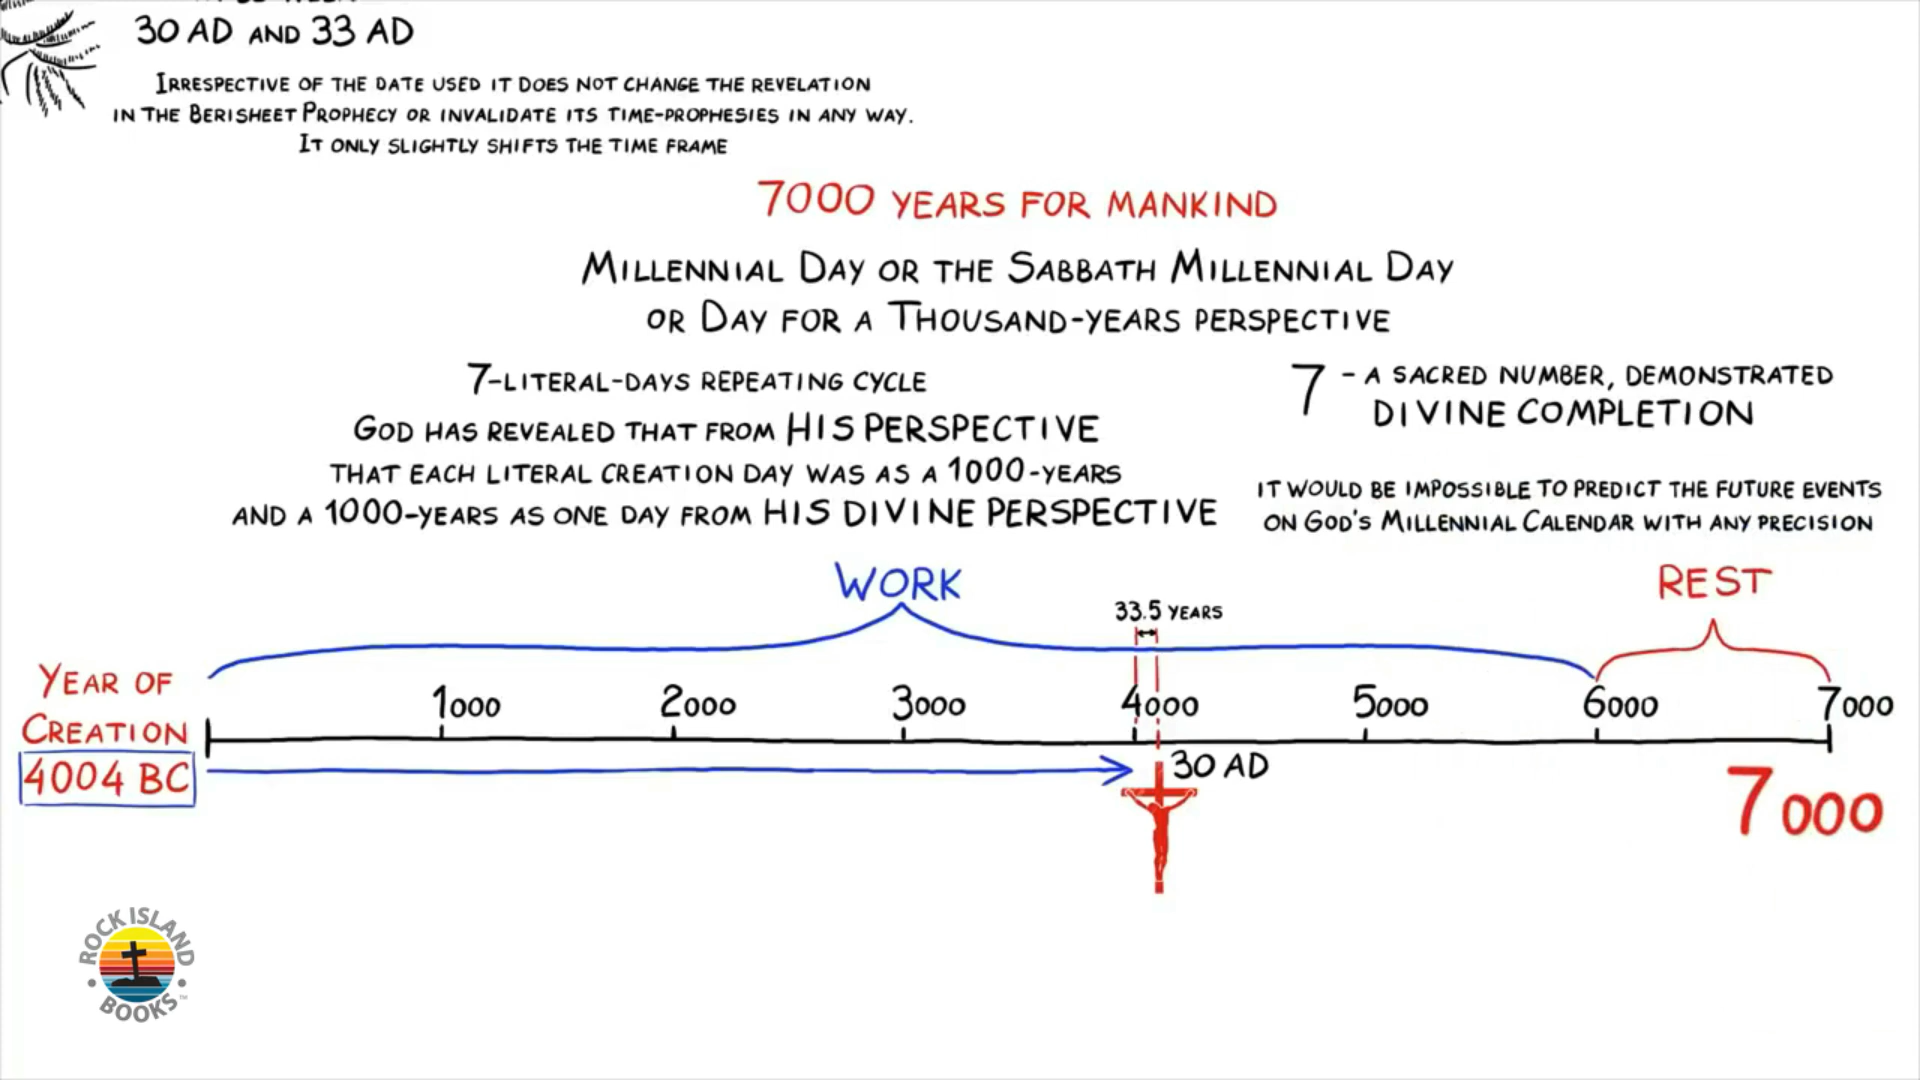 30 AD AND 33 AD
IRRESPECTIVE OF THE DATE USED IT DOES NOT CHANGE THE REVELATION
IN THE BERISHEET PROPHECY OR INVALIDATE ITS TIME-PROPHESIES IN ANY WAY.
IT ONLY SLIGHTLY SHIFTS THE TIME FRAME
7000 YEARS FOR MANKIND
MILLENNIAL DAY OR THE SABBATH MILLENNIAL DAY
OR DAY FOR A THOUSAND-YEARS PERSPECTIVE
7-LITERAL-DAYS REPEATING CYCLE
GOD HAS REVEALED THAT FROM HIS PERSPECTIVE
THAT EACH LITERAL CREATION DAY WAS AS A 1000-YEARS
AND A 1000-YEARS AS ONE DAY FROM HIS DIVINE PERSPECTIVE
7 - A SACRED NUMBER, DEMONSTRATED
DIVINE COMPLETION
IT WOULD BE IMPOSSIBLE TO PREDICT THE FUTURE EVENTS
ON GOD'S MILLENNIAL CALENDAR WITH ANY PRECISION
WORK
REST
33.5 YEARS
YEAR OF
CREATION
4004 BC
1000 2000 3000 4000 5000 6000 7000
30 AD
7000
ROCK ISLAND
BOOKS™